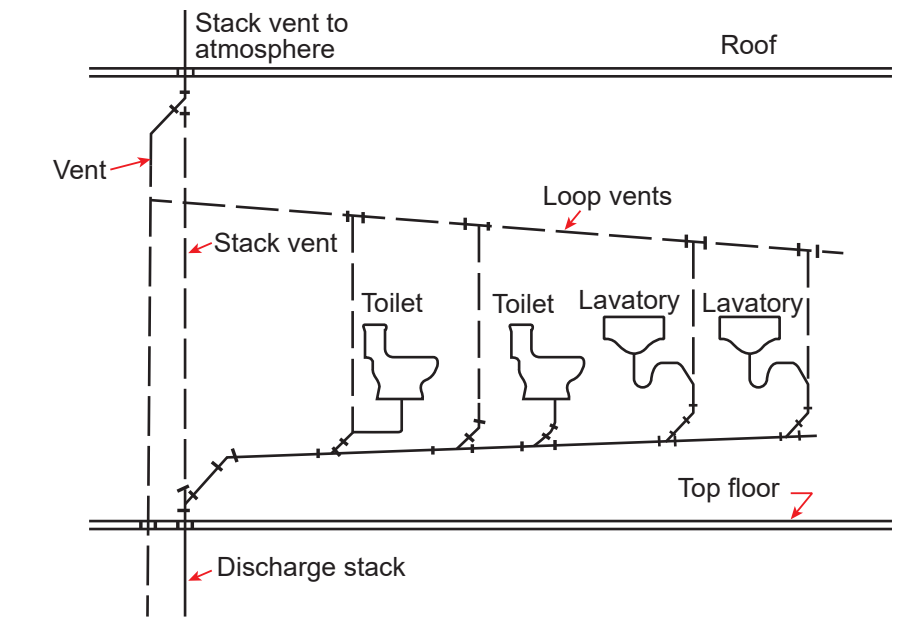 Stack vent to
atmosphere
Roof
Vent
Loop vents
Stack vent
Toilet
Toilet
Lavatory
Lavatory
Top floor
Discharge stack